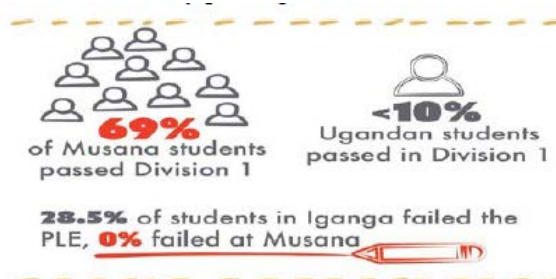 69%
of Musana students
passed Division 1
<10%
Ugandan students
passed in Division 1
28.5% of students in Iganga failed the
PLE, 0% failed at Musana